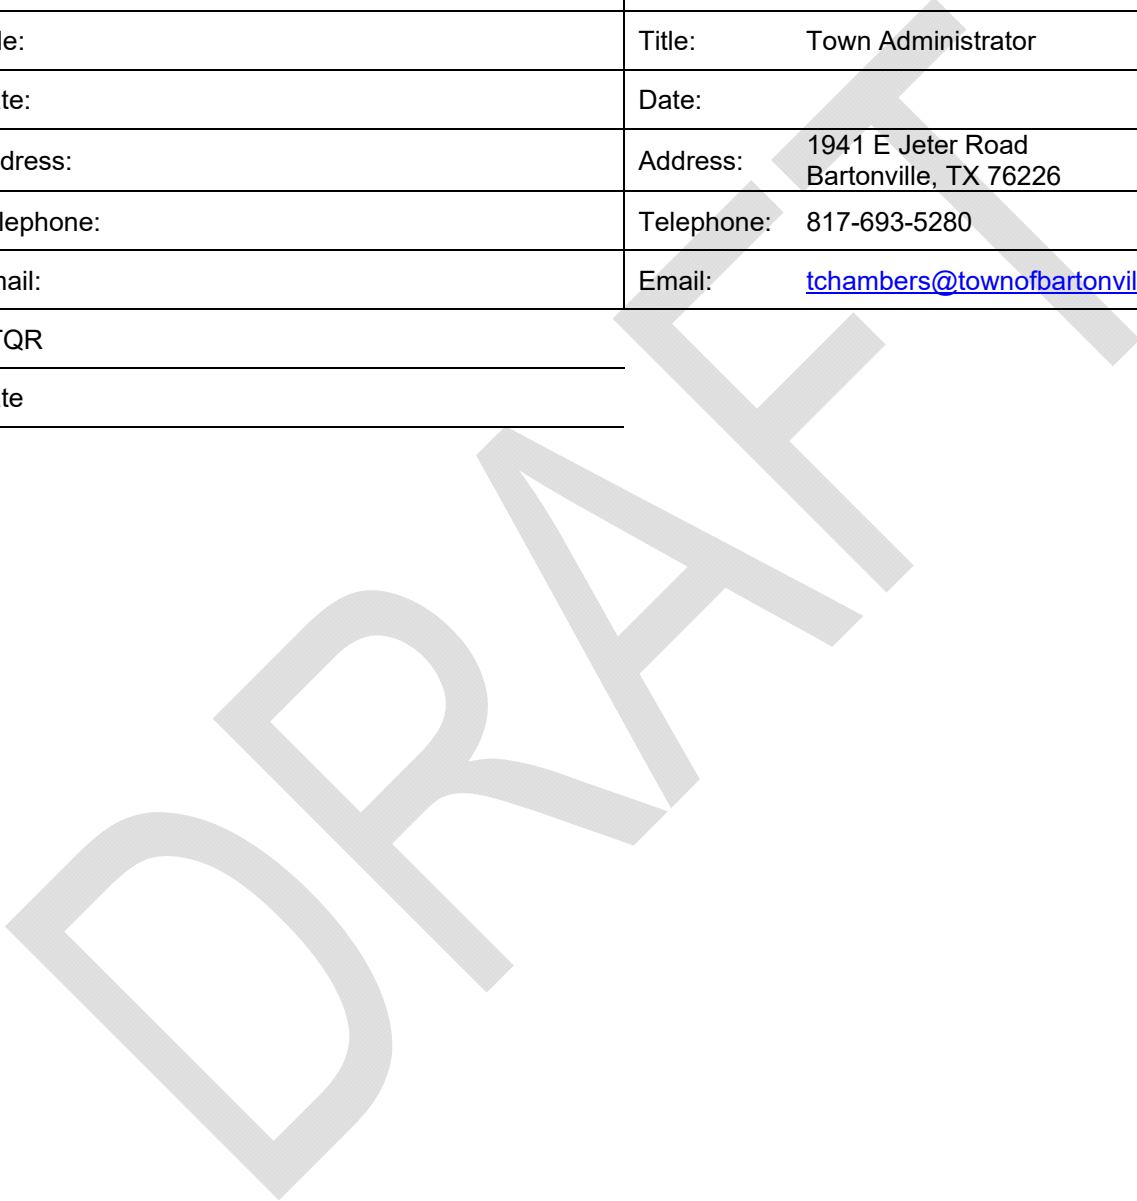 le: Title: Town Administrator
te: Date:
dress: Address: 1941 E Jeter Road
Bartonville, TX 76226
lephone: Telephone: 817-693-5280
nail: Email: tchambers@townofbartonvil
TQR
te
DRAFT